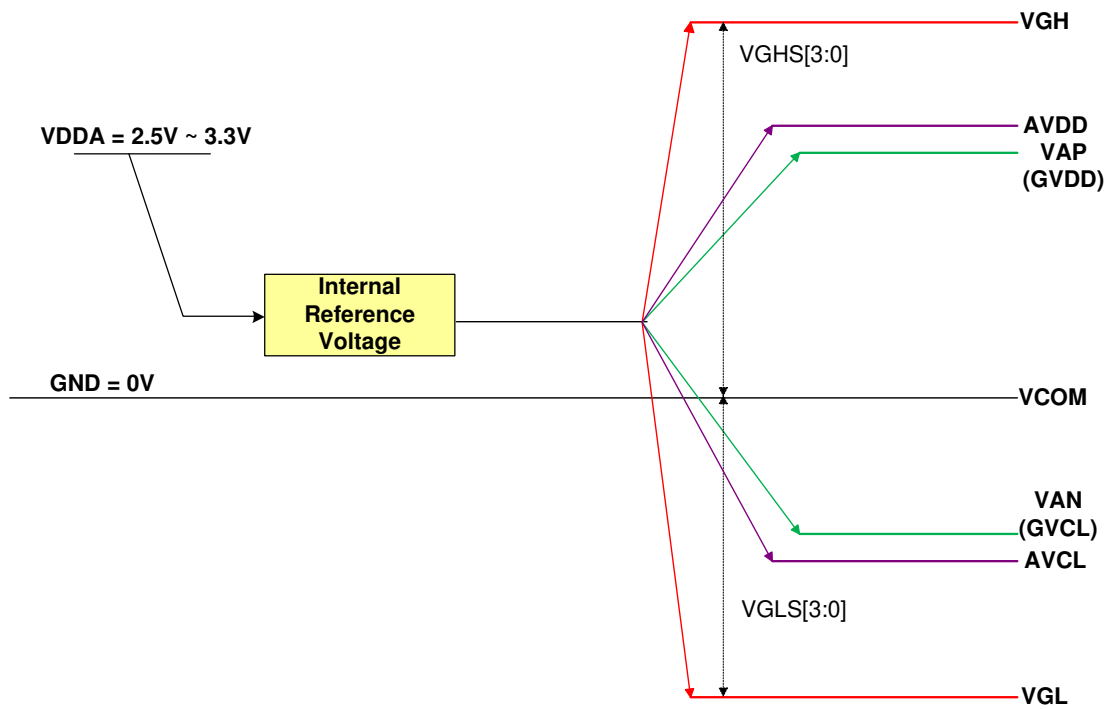 VGH
VGHS[3:0]
VDDA = 2.5V ~ 3.3V
AVDD
VAP
(GVDD)
Internal
Reference
Voltage
GND = 0V
VCOM
VAN
(GVCL)
AVCL
VGLS[3:0]
VGL